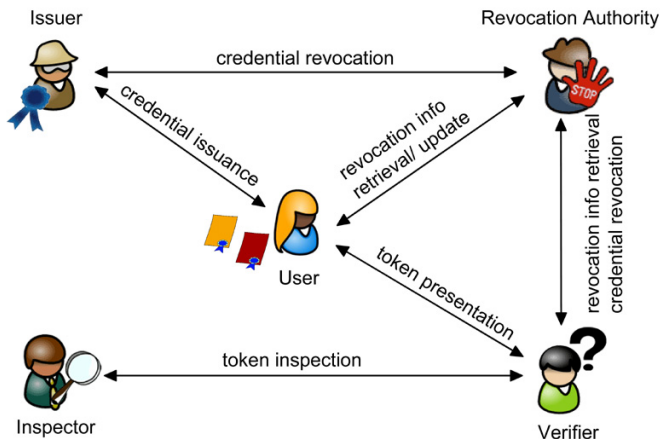 Issuer
Revocation Authority
credential revocation
STOP
credential issuance
revocation info
retrieval/ update
revocation info retrieval
credential revocation
User
token presentation
token inspection
Inspector
Verifier